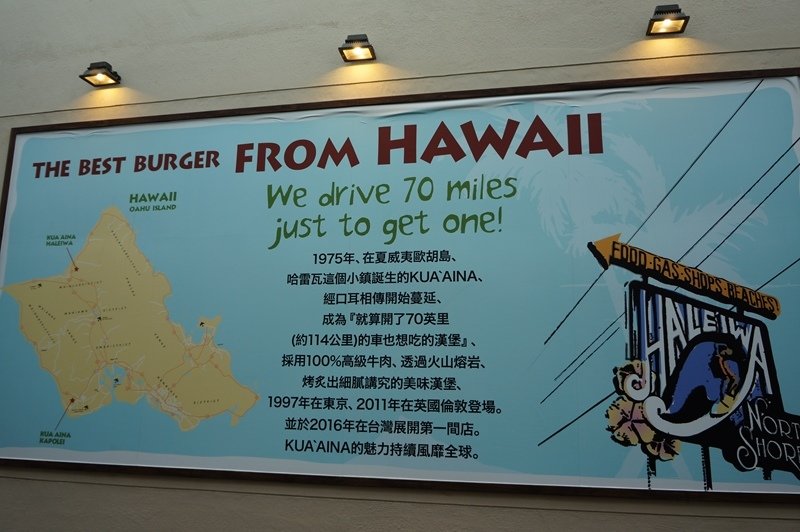 THE BEST BURGER FROM HAWAII
We drive 70 miles
just to get one!
HAWAII
OAHU ISLAND
KUA AINA
HALEIWA
KUA AINA
KAPOLEI
1975年、在夏威夷歐胡島、
哈雷瓦這個小鎮誕生的KUA`AINA、
經口耳相傳開始蔓延、
成為『就算開了70英里
(約114公里)的車也想吃的漢堡』、
採用100%高級牛肉、透過火山熔岩、
烤炙出細膩講究的美味漢堡、
1997年在東京、2011年在英國倫敦登場。
並於2016年在台灣展開第一間店。
KUA`AINA的魅力持續風靡全球。
FOOD-GAS-SHOPS-BEACHES!
HALEIWA
NORTH
SHORE